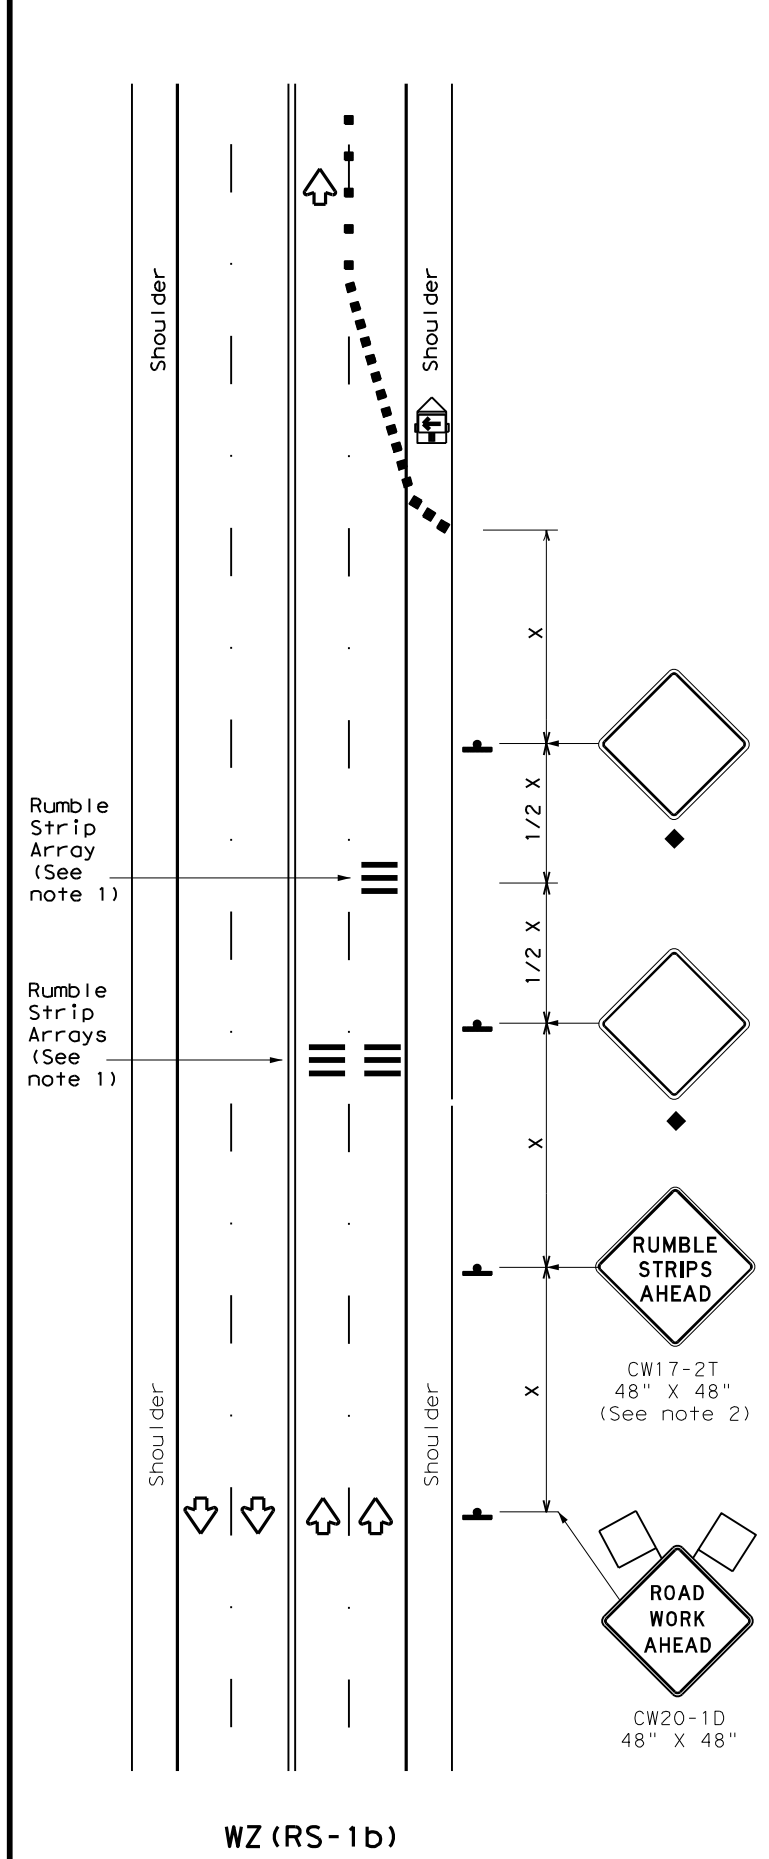 Shoulder
Shoulder
X
1/2 X
Rumble
Strip
Array
(See
note 1)
1/2 X
Rumble
Strip
Arrays
(See
note 1)
X
RUMBLE
STRIPS
AHEAD
CW17-2T
48" X 48"
(See note 2)
X
Shoulder
Shoulder
ROAD
WORK
AHEAD
CW20-1D
48" X 48"
WZ(RS-1b)